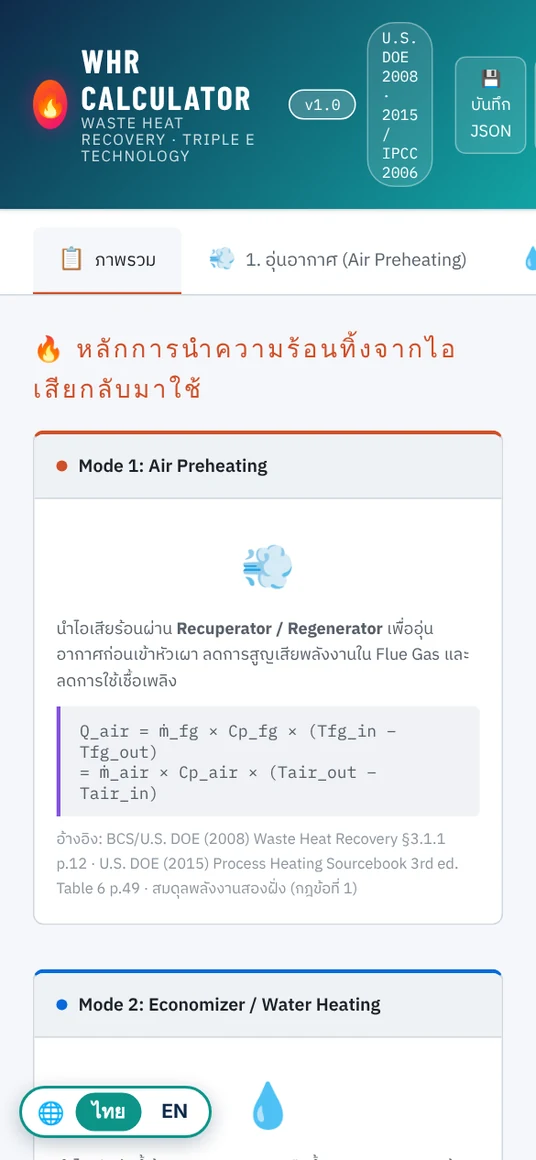 WHR
CALCULATOR
WASTE HEAT
RECOVERY · TRIPLE E
TECHNOLOGY
v1.0
U.S.
DOE
2008
·
2015
/
IPCC
2006
💾
บันทึก
JSON
📋 ภาพรวม
💨 1. อุ่นอากาศ (Air Preheating)
🔥 หลักการนำความร้อนทิ้งจากไอ
เสียกลับมาใช้
Mode 1: Air Preheating
นำไอเสียร้อนผ่าน Recuperator / Regenerator เพื่ออุ่น
อากาศก่อนเข้าหัวเผา ลดการสูญเสียพลังงานใน Flue Gas และ
ลดการใช้เชื้อเพลิง
Q_air = ṁ_fg × Cp_fg × (Tfg_in −
Tfg_out)
= ṁ_air × Cp_air × (Tair_out −
Tair_in)
อ้างอิง: BCS/U.S. DOE (2008) Waste Heat Recovery §3.1.1
p.12 · U.S. DOE (2015) Process Heating Sourcebook 3rd ed.
Table 6 p.49 · สมดุลพลังงานสองฝั่ง (กฎข้อที่ 1)
Mode 2: Economizer / Water Heating
🌐 ไทย EN